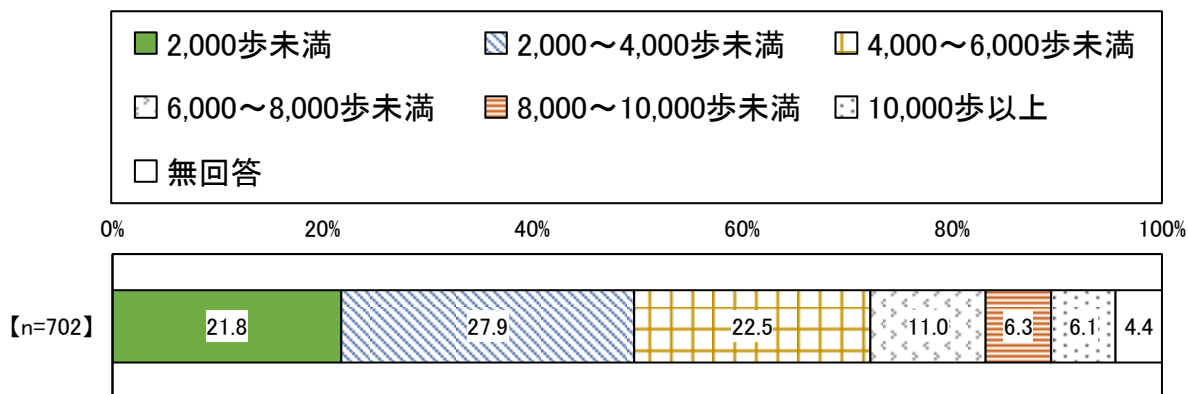 2,000歩未満 2,000～4,000歩未満 4,000～6,000歩未満
6,000～8,000歩未満 8,000～10,000歩未満 10,000歩以上
無回答
0% 20% 40% 60% 80% 100%
【n=702】 21.8 27.9 22.5 11.0 6.3 6.1 4.4